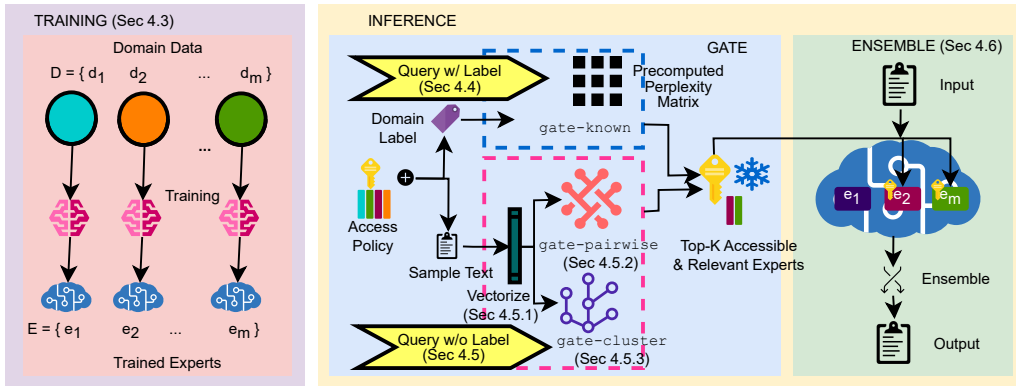 TRAINING (Sec 4.3)
Domain Data
D = { d1 d2 ... dm }
...
Training
E = { e1 e2 ... em }
Trained Experts
INFERENCE
GATE
Query w/ Label
(Sec 4.4)
Precomputed
Perplexity
Matrix
Domain
Label
gate-known
Access
Policy
Sample Text
Vectorize
(Sec 4.5.1)
gate-pairwise
(Sec 4.5.2)
gate-cluster
(Sec 4.5.3)
Query w/o Label
(Sec 4.5)
Top-K Accessible
& Relevant Experts
ENSEMBLE (Sec 4.6)
Input
e1 e2 em
Ensemble
Output